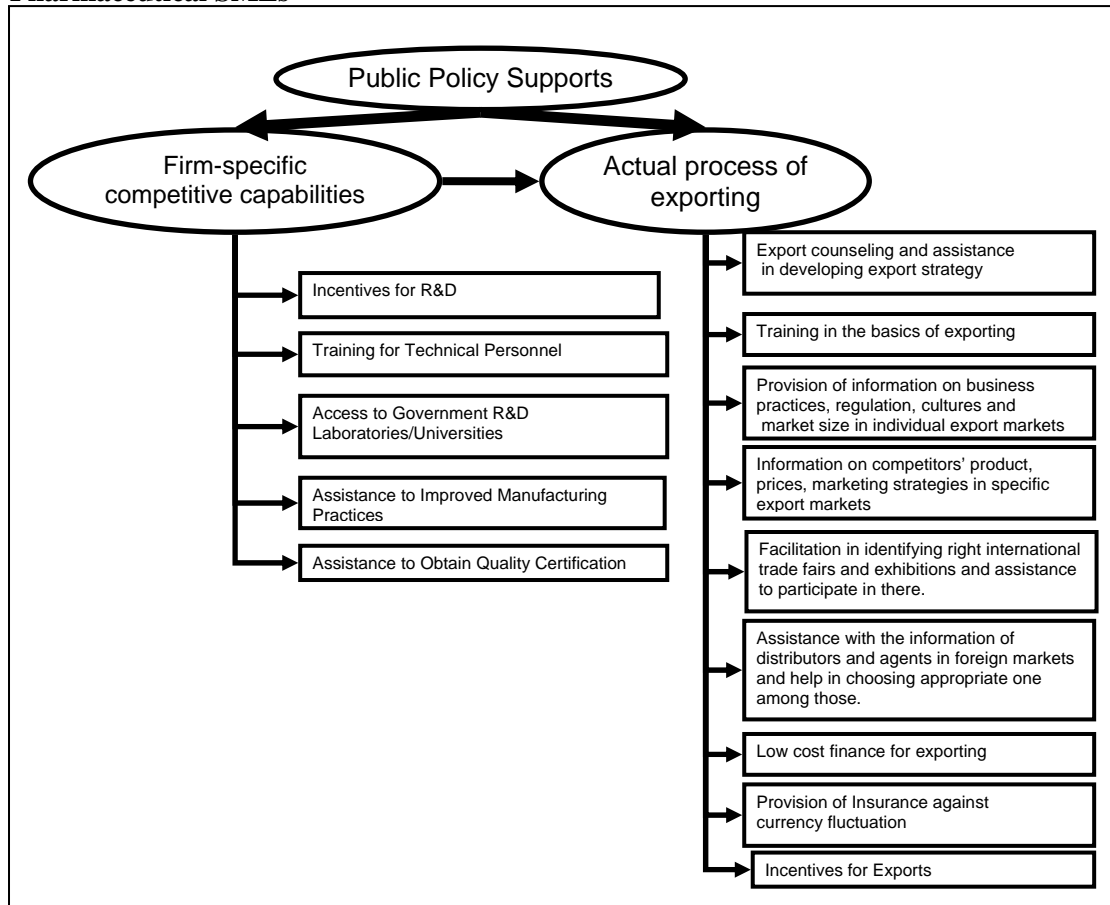 Pharmaceutical SMEs
Public Policy Supports
Firm-specific
competitive capabilities
Actual process of
exporting
Incentives for R&D
Training for Technical Personnel
Access to Government R&D
Laboratories/Universities
Assistance to Improved Manufacturing
Practices
Assistance to Obtain Quality Certification
Export counseling and assistance
in developing export strategy
Training in the basics of exporting
Provision of information on business
practices, regulation, cultures and
market size in individual export markets
Information on competitors’ product,
prices, marketing strategies in specific
export markets
Facilitation in identifying right international
trade fairs and exhibitions and assistance
to participate in there.
Assistance with the information of
distributors and agents in foreign markets
and help in choosing appropriate one
among those.
Low cost finance for exporting
Provision of Insurance against
currency fluctuation
Incentives for Exports